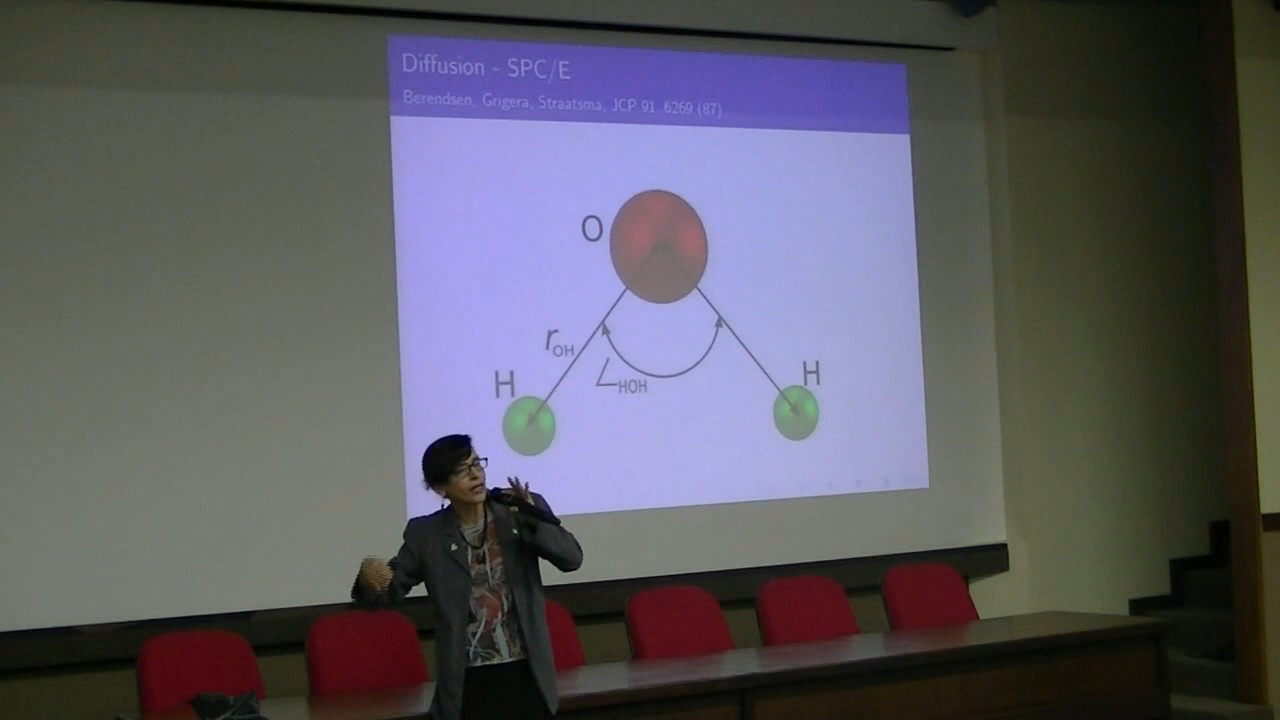 Diffusion - SPC/E
Berendsen, Grigera, Straatsma, JCP 91, 6269 (87)
O
r_OH
∠HOH
H
H